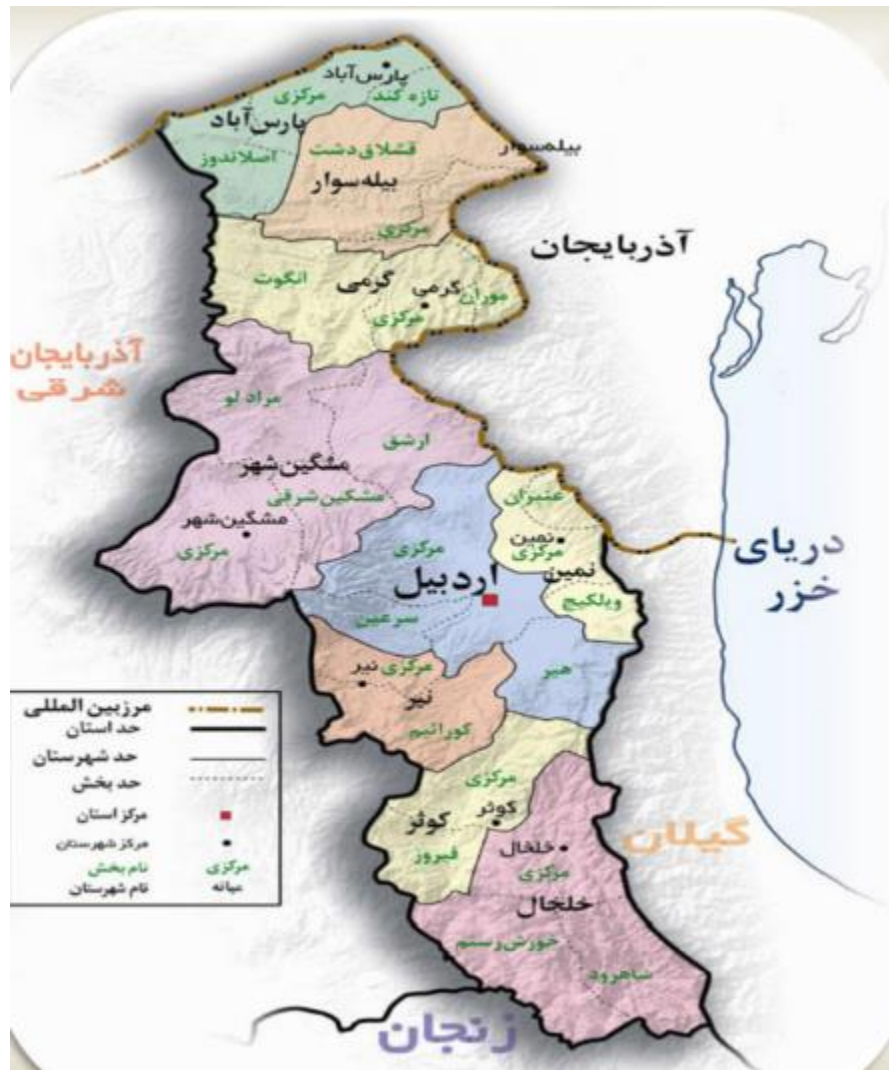 پارس‌آباد
تازه کند
مرکزی
پارس‌آباد
اصلاندوز
قشلاق‌دشت
بیله‌سوار
بیله‌سوار
مرکزی
آذربایجان
انگوت
گرمی
گرمی
موران
مرکزی
آذربایجان
شرقی
مراد لو
ارشق
مشگین‌شهر
مشگین‌شرقی
مشگین‌شهر
مرکزی
عنبران
نمین
مرکزی
نمین
ویلکیج
مرکزی
اردبیل
سرعین
هیر
دریای
خزر
مرکزی
نیر
نیر
کورائیم
مرکزی
کوثر
کوثر
فیروز
گیلان
خلخال
مرکزی
خلخال
خورش‌رستم
شاهرود
زنجان
مرزبین المللی
حد استان
حد شهرستان
حد بخش
مرکز استان
مرکز شهرستان
نام بخش مرکزی
نام شهرستان میانه